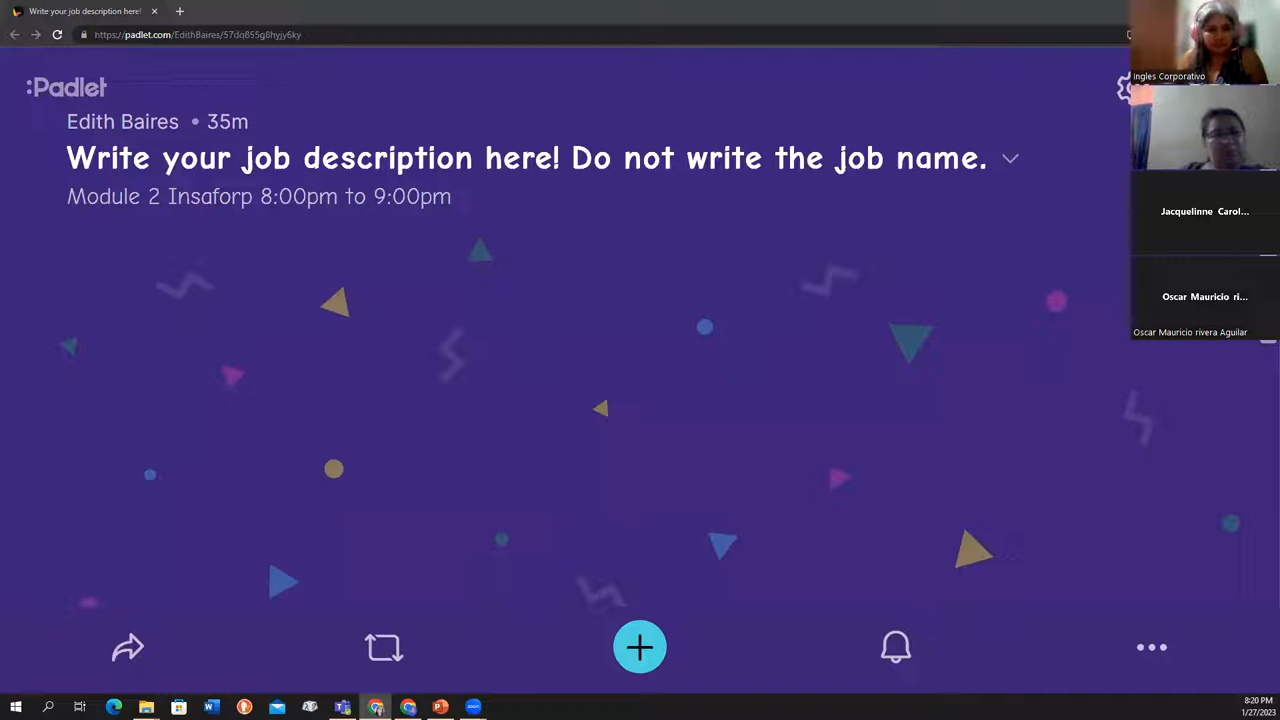 Write your job description here!
https://padlet.com/EdithBaires/57dq855g8hyjy6ky
:Padlet
Edith Baires • 35m
Write your job description here! Do not write the job name.
Module 2 Insaforp 8:00pm to 9:00pm
Ingles Corporativo
Jacquelinne Carol...
Oscar Mauricio ri...
Oscar Mauricio rivera Aguilar
8:20 PM
1/27/2023